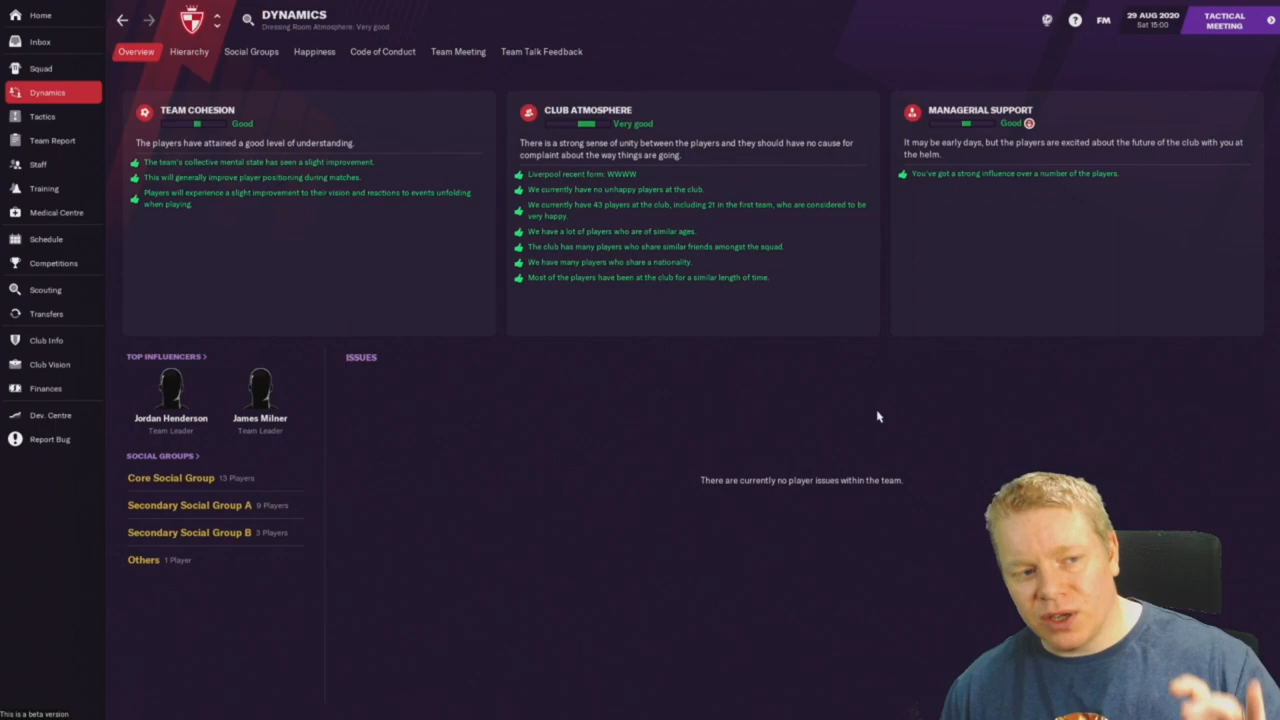 Home
Inbox
Squad
Dynamics
Tactics
Team Report
Staff
Training
Medical Centre
Schedule
Competitions
Scouting
Transfers
Club Info
Club Vision
Finances
Dev. Centre
Report Bug
This is a beta version
DYNAMICS
Dressing Room Atmosphere: Very good
?
FM
29 AUG 2020
Sat 15:00
TACTICAL
MEETING
Overview
Hierarchy
Social Groups
Happiness
Code of Conduct
Team Meeting
Team Talk Feedback
TEAM COHESION
Good
The players have attained a good level of understanding.
The team's collective mental state has seen a slight improvement.
This will generally improve player positioning during matches.
Players will experience a slight improvement to their vision and reactions to events unfolding
when playing.
CLUB ATMOSPHERE
Very good
There is a strong sense of unity between the players and they should have no cause for
complaint about the way things are going.
Liverpool recent form: WWWW
We currently have no unhappy players at the club.
We currently have 43 players at the club, including 21 in the first team, who are considered to be
very happy.
We have a lot of players who are of similar ages.
The club has many players who share similar friends amongst the squad.
We have many players who share a nationality.
Most of the players have been at the club for a similar length of time.
MANAGERIAL SUPPORT
Good
It may be early days, but the players are excited about the future of the club with you at
the helm.
You've got a strong influence over a number of the players.
TOP INFLUENCERS >
Jordan Henderson
Team Leader
James Milner
Team Leader
SOCIAL GROUPS >
Core Social Group 13 Players
Secondary Social Group A 9 Players
Secondary Social Group B 3 Players
Others 1 Player
ISSUES
There are currently no player issues within the team.